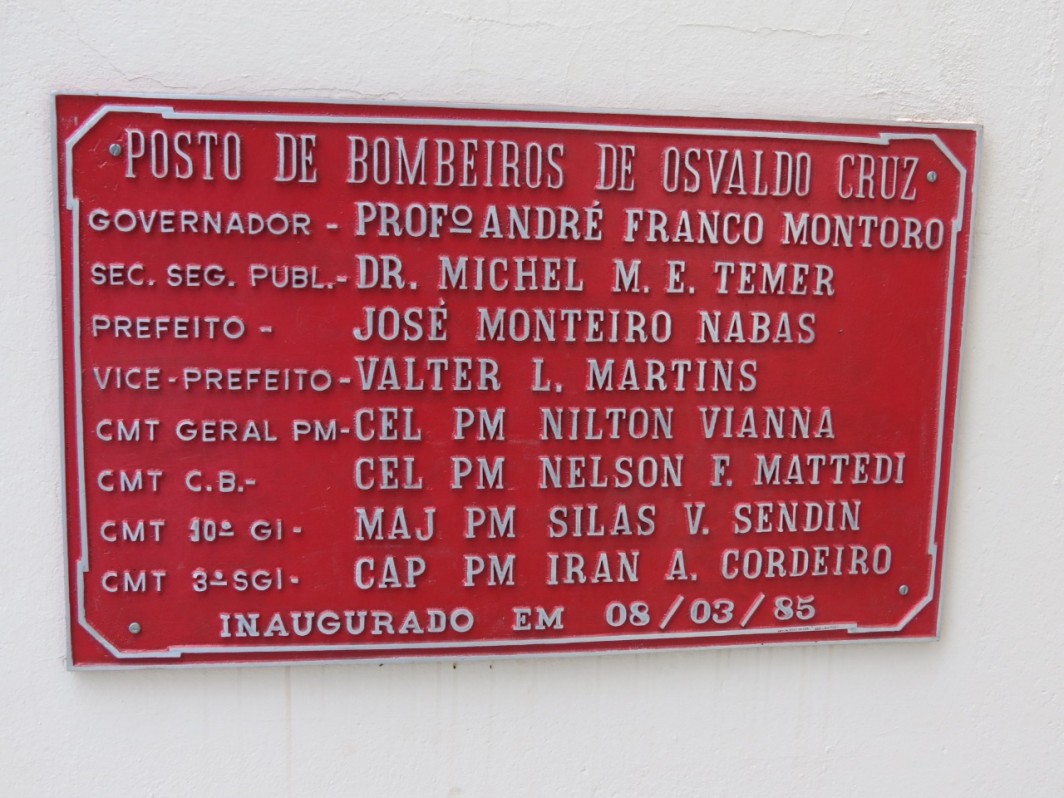 POSTO DE BOMBEIROS DE OSVALDO CRUZ
GOVERNADOR - PROFº ANDRÉ FRANCO MONTORO
SEC. SEG. PUBL.- DR. MICHEL M. E. TEMER
PREFEITO - JOSÉ MONTEIRO NABAS
VICE-PREFEITO- VALTER L. MARTINS
CMT GERAL PM- CEL PM NILTON VIANNA
CMT C.B.- CEL PM NELSON F. MATTEDI
CMT 10º GI - MAJ PM SILAS V. SENDIN
CMT 3º SGI- CAP PM IRAN A. CORDEIRO
INAUGURADO EM 08/03/85